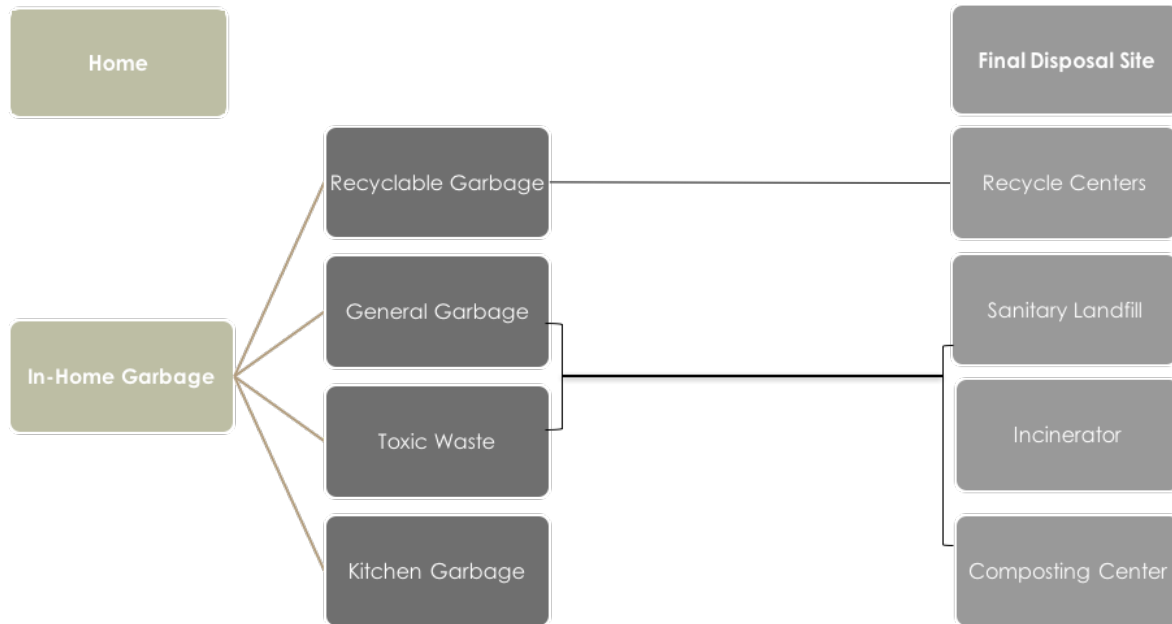 Home
Final Disposal Site
Recyclable Garbage
Recycle Centers
General Garbage
Sanitary Landfill
In-Home Garbage
Toxic Waste
Incinerator
Kitchen Garbage
Composting Center